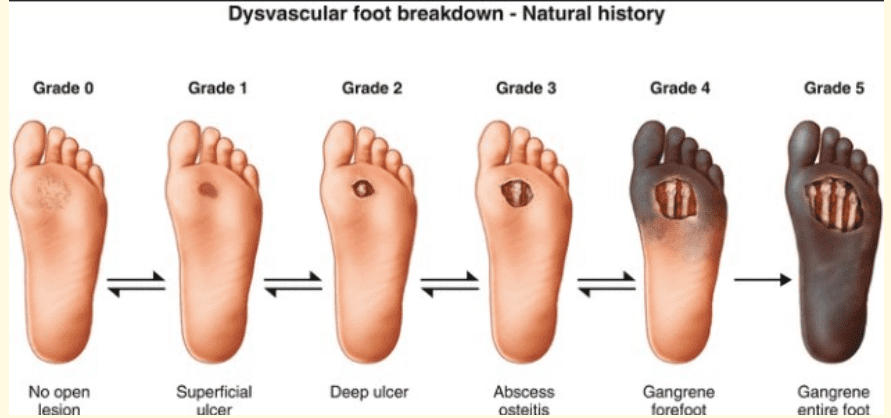 Dysvascular foot breakdown - Natural history
Grade 0
Grade 1
Grade 2
Grade 3
Grade 4
Grade 5
No open
lesion
Superficial
ulcer
Deep ulcer
Abscess
osteitis
Gangrene
forefoot
Gangrene
entire foot